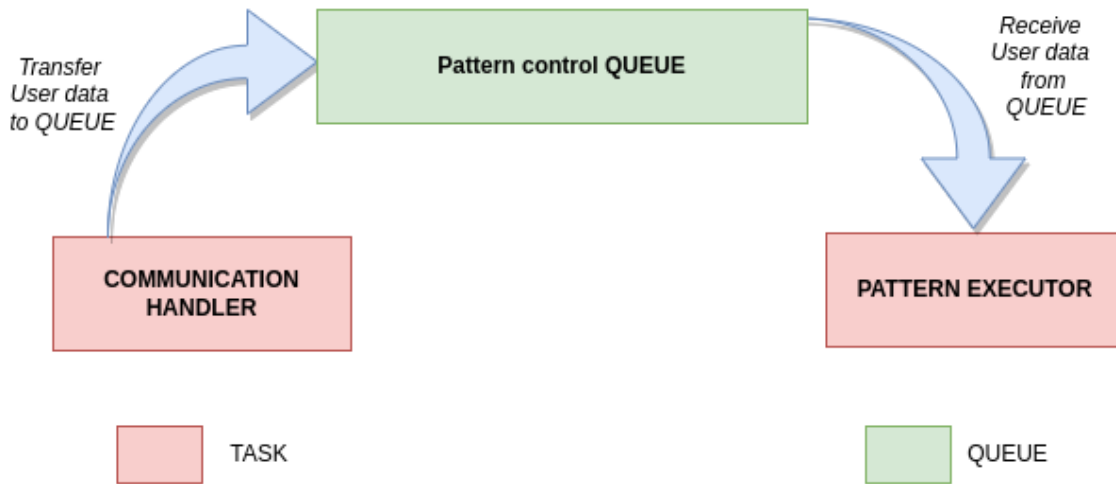 Transfer
User data
to QUEUE
Pattern control QUEUE
Receive
User data
from
QUEUE
COMMUNICATION
HANDLER
PATTERN EXECUTOR
TASK
QUEUE